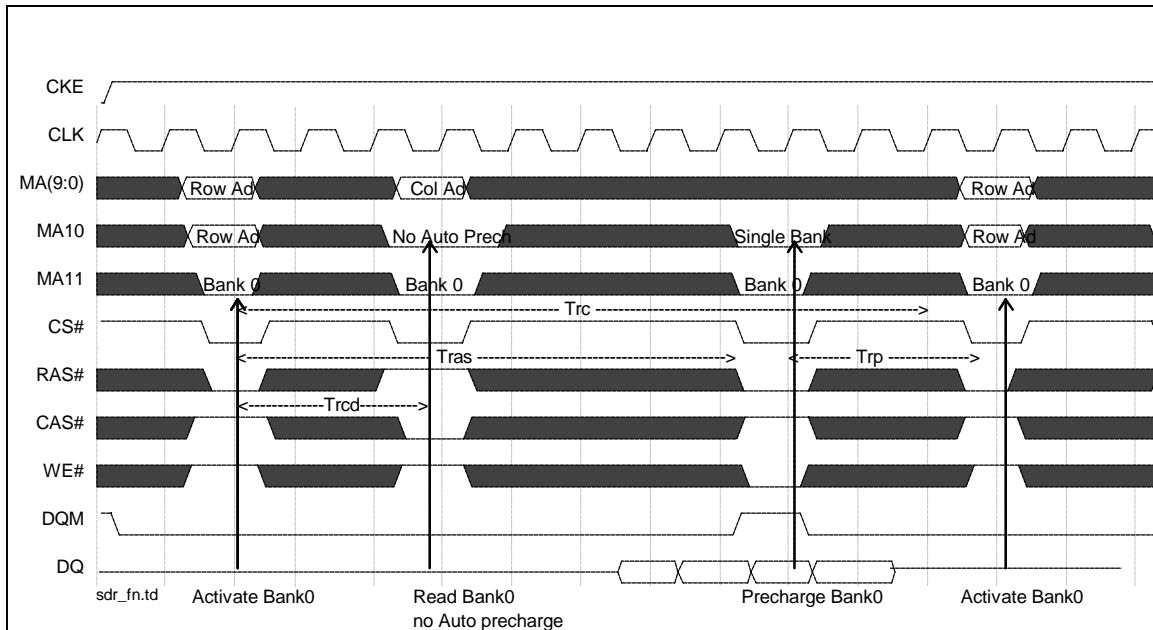 CKE
CLK
MA(9:0) Row Ad Col Ad Row Ad
MA10 Row Ad No Auto Prech Single Bank Row Ad
MA11 Bank 0 Bank 0 Bank 0 Bank 0
Trc
CS#
Tras Trp
RAS#
Trcd
CAS#
WE#
DQM
DQ
sdr_fn.td Activate Bank0 Read Bank0 Precharge Bank0 Activate Bank0
no Auto precharge